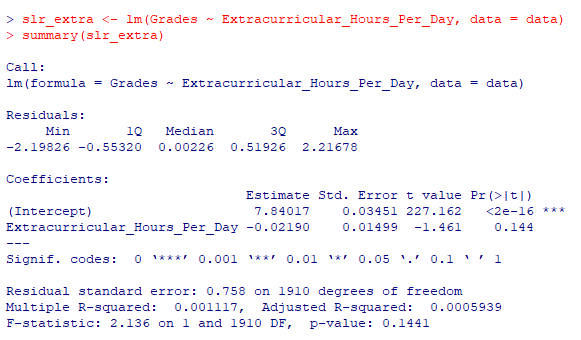 > slr_extra <- lm(Grades ~ Extracurricular_Hours_Per_Day, data = data)
> summary(slr_extra)
Call:
lm(formula = Grades ~ Extracurricular_Hours_Per_Day, data = data)
Residuals:
     Min       1Q   Median       3Q      Max
-2.19826 -0.55320  0.00226  0.51926  2.21678
Coefficients:
                              Estimate Std. Error t value Pr(>|t|)
(Intercept)                    7.84017    0.03451 227.162   <2e-16 ***
Extracurricular_Hours_Per_Day -0.02190    0.01499  -1.461    0.144
---
Signif. codes:  0 ‘***’ 0.001 ‘**’ 0.01 ‘*’ 0.05 ‘.’ 0.1 ‘ ’ 1
Residual standard error: 0.758 on 1910 degrees of freedom
Multiple R-squared:  0.001117,  Adjusted R-squared:  0.0005939
F-statistic: 2.136 on 1 and 1910 DF,  p-value: 0.1441